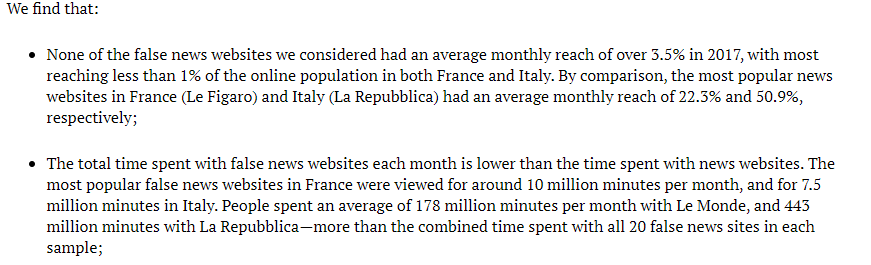 We find that:
• None of the false news websites we considered had an average monthly reach of over 3.5% in 2017, with most
reaching less than 1% of the online population in both France and Italy. By comparison, the most popular news
websites in France (Le Figaro) and Italy (La Repubblica) had an average monthly reach of 22.3% and 50.9%,
respectively;
• The total time spent with false news websites each month is lower than the time spent with news websites. The
most popular false news websites in France were viewed for around 10 million minutes per month, and for 7.5
million minutes in Italy. People spent an average of 178 million minutes per month with Le Monde, and 443
million minutes with La Repubblica—more than the combined time spent with all 20 false news sites in each
sample;